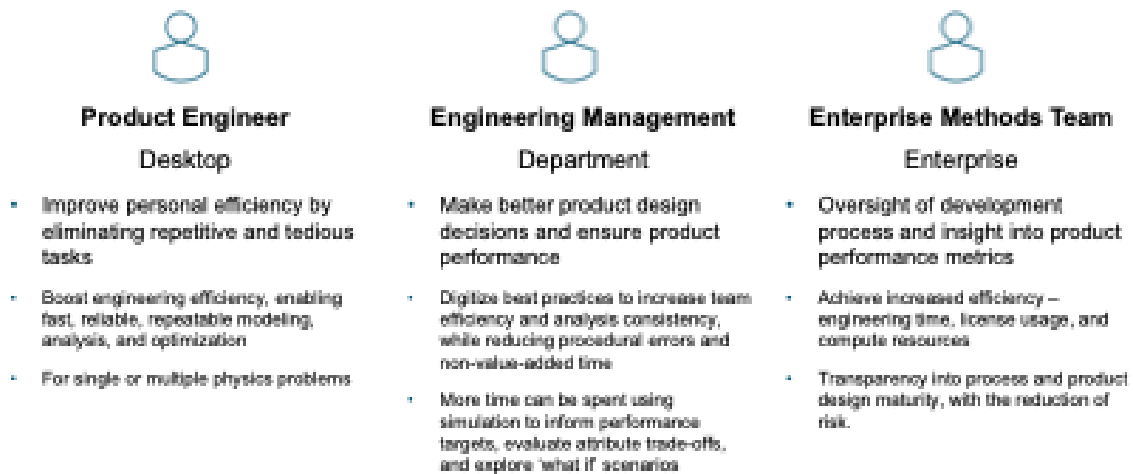 Product Engineer
Desktop
• Improve personal efficiency by
eliminating repetitive and tedious
tasks
• Boost engineering efficiency, enabling
fast, reliable, repeatable modeling,
analysis, and optimization
• For single or multiple physics problems
Engineering Management
Department
• Make better product design
decisions and ensure product
performance
• Digitize best practices to increase team
efficiency and analysis consistency,
while reducing procedural errors and
non-value-added time
• More time can be spent using
simulation to inform performance
targets, evaluate attribute trade-offs,
and explore 'what if' scenarios
Enterprise Methods Team
Enterprise
• Oversight of development
process and insight into product
performance metrics
• Achieve increased efficiency –
engineering time, license usage, and
compute resources
• Transparency into process and product
design maturity, with the reduction of
risk.